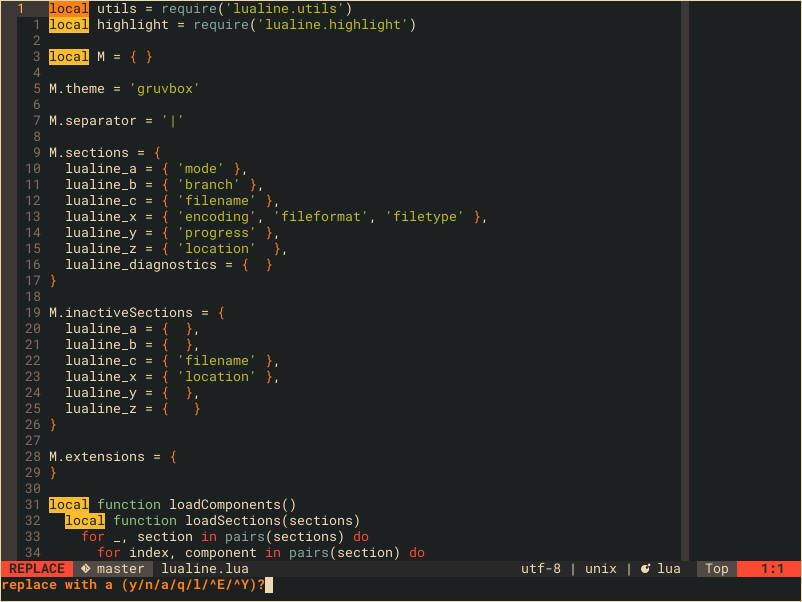 1 local utils = require('lualine.utils')
1 local highlight = require('lualine.highlight')
2
3 local M = { }
4
5 M.theme = 'gruvbox'
6
7 M.separator = '|'
8
9 M.sections = {
10 lualine_a = { 'mode' },
11 lualine_b = { 'branch' },
12 lualine_c = { 'filename' },
13 lualine_x = { 'encoding', 'fileformat', 'filetype' },
14 lualine_y = { 'progress' },
15 lualine_z = { 'location'  },
16 lualine_diagnostics = {  }
17 }
18
19 M.inactiveSections = {
20 lualine_a = {  },
21 lualine_b = {  },
22 lualine_c = { 'filename' },
23 lualine_x = { 'location' },
24 lualine_y = {  },
25 lualine_z = {   }
26 }
27
28 M.extensions = {
29 }
30
31 local function loadComponents()
32 local function loadSections(sections)
33 for _, section in pairs(sections) do
34 for index, component in pairs(section) do
REPLACE master lualine.lua utf-8 | unix | lua Top 1:1
replace with a (y/n/a/q/l/^E/^Y)?